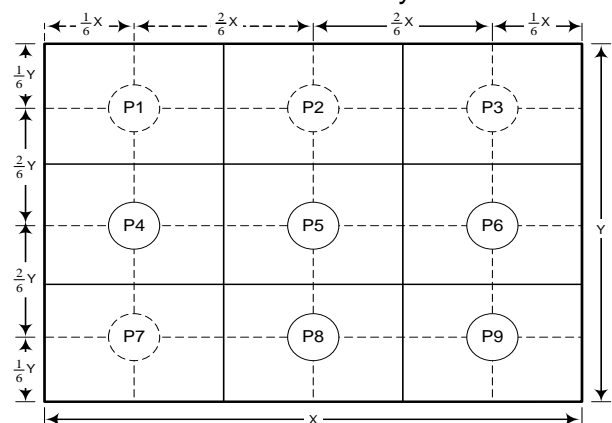 1/6 X 2/6 X 2/6 X 1/6 X
1/6 Y
P1 P2 P3
2/6 Y
P4 P5 P6
Y
2/6 Y
P7 P8 P9
1/6 Y
X